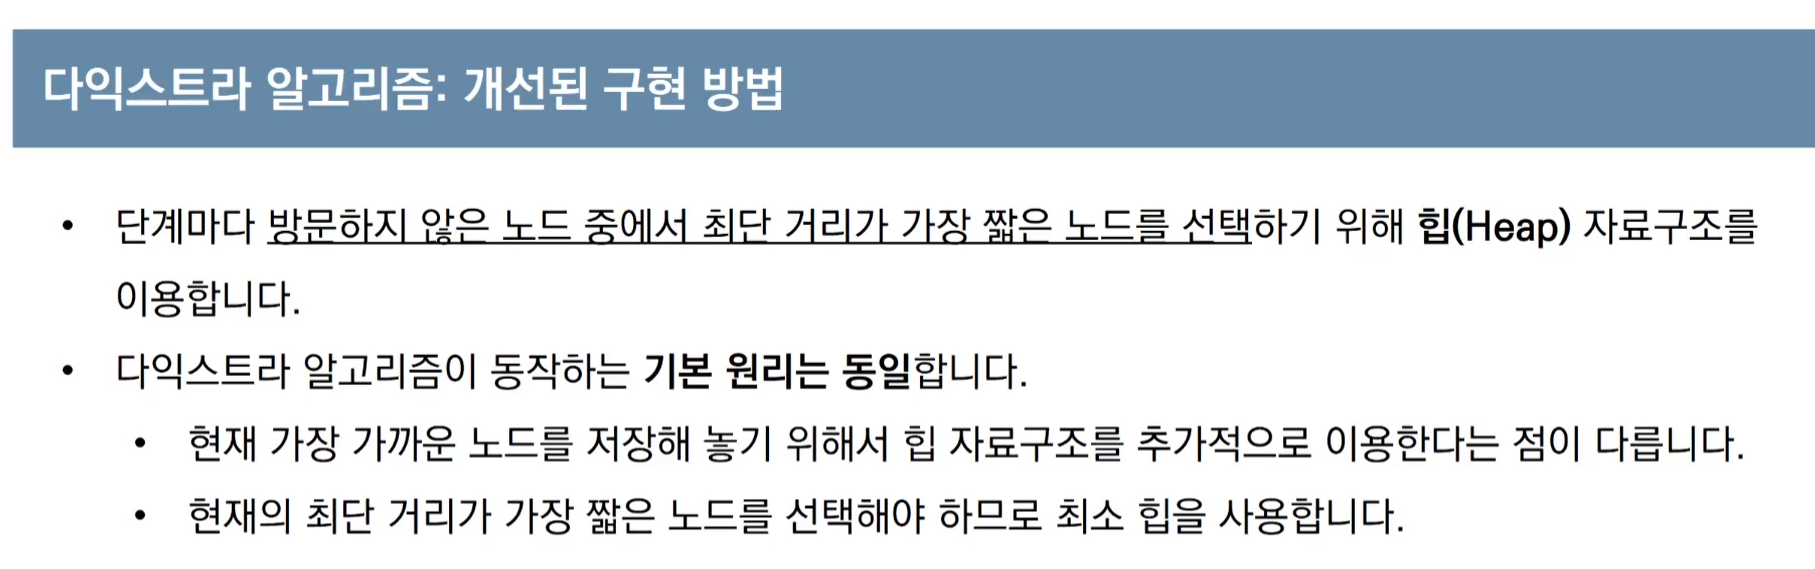 다익스트라 알고리즘: 개선된 구현 방법
• 단계마다 방문하지 않은 노드 중에서 최단 거리가 가장 짧은 노드를 선택하기 위해 힙(Heap) 자료구조를
이용합니다.
• 다익스트라 알고리즘이 동작하는 기본 원리는 동일합니다.
• 현재 가장 가까운 노드를 저장해 놓기 위해서 힙 자료구조를 추가적으로 이용한다는 점이 다릅니다.
• 현재의 최단 거리가 가장 짧은 노드를 선택해야 하므로 최소 힙을 사용합니다.